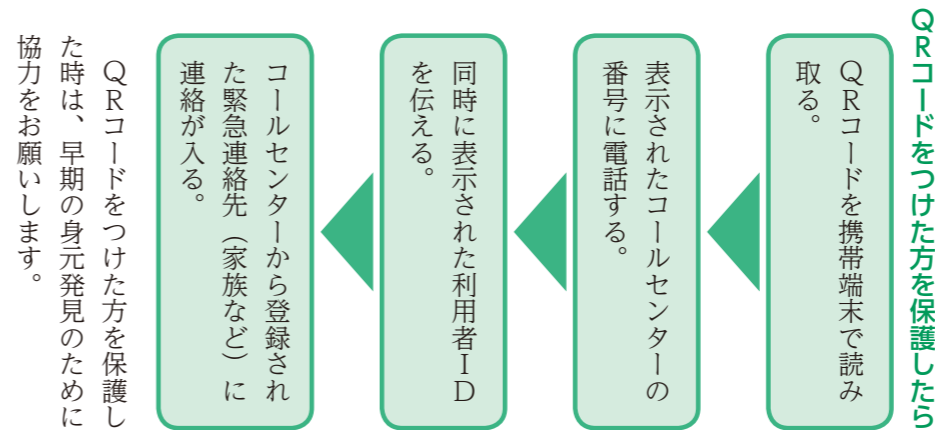 QRコードをつけた方を保護したら
QRコードを携帯端末で読み
取る。
表示されたコールセンターの
番号に電話する。
同時に表示された利用者ID
を伝える。
コールセンターから登録され
た緊急連絡先（家族など）に
連絡が入る。
QRコードをつけた方を保護し
た時は、早期の身元発見のために
協力をお願いします。